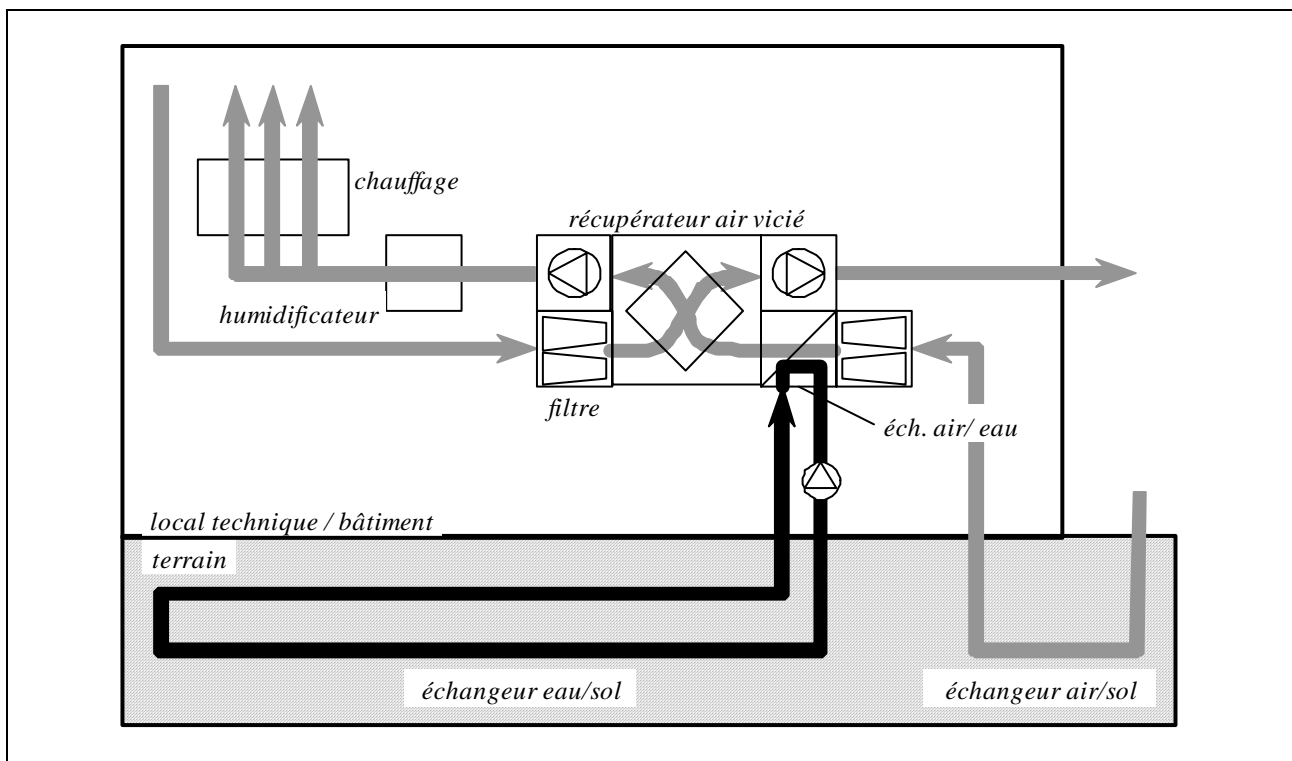 chauffage
récupérateur air vicié
humidificateur
filtre
éch. air/ eau
local technique / bâtiment
terrain
échangeur eau/sol
échangeur air/sol